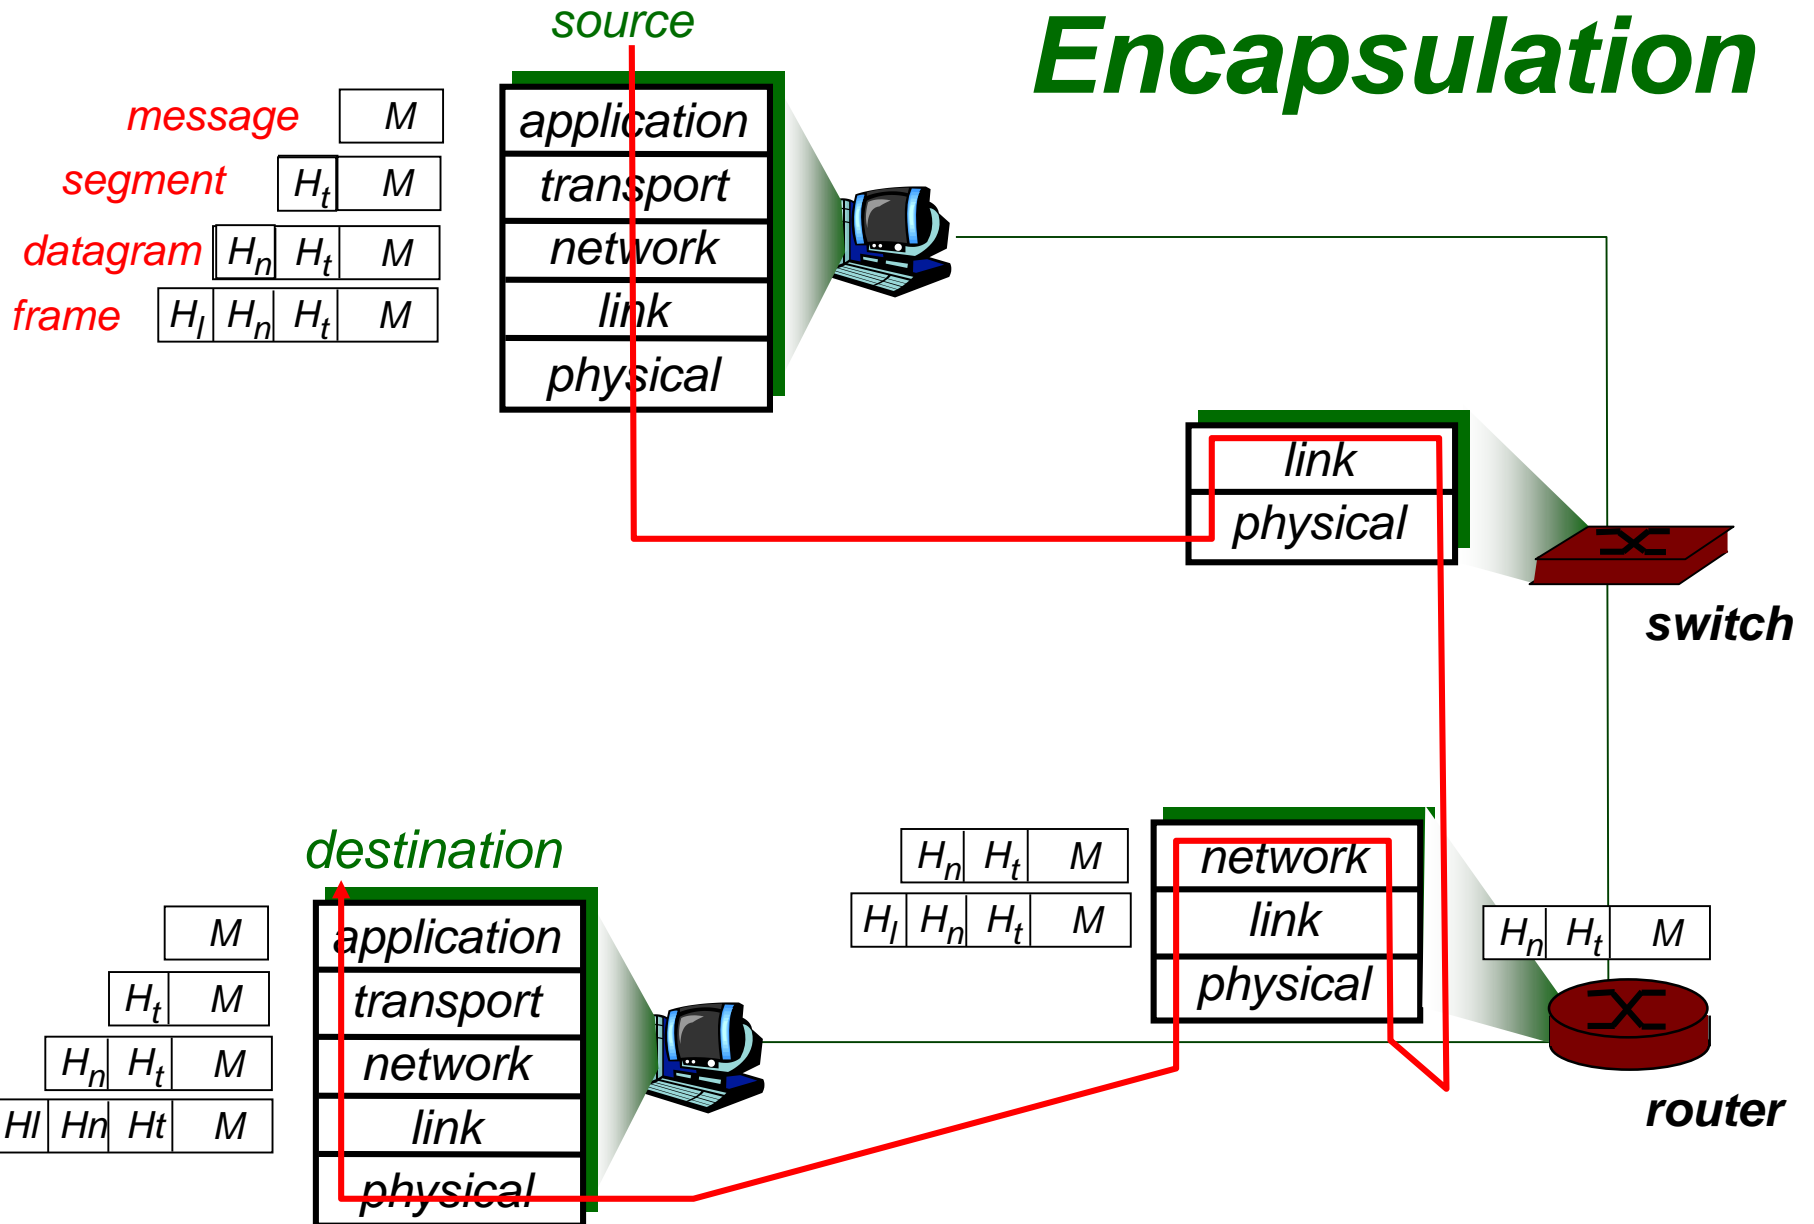 source
Encapsulation
message M
segment Ht M
datagram Hn Ht M
frame Hl Hn Ht M
application
transport
network
link
physical
link
physical
switch
destination
M
Ht M
Hn Ht M
Hl Hn Ht M
application
transport
network
link
physical
Hn Ht M
Hl Hn Ht M
network
link
physical
Hn Ht M
router